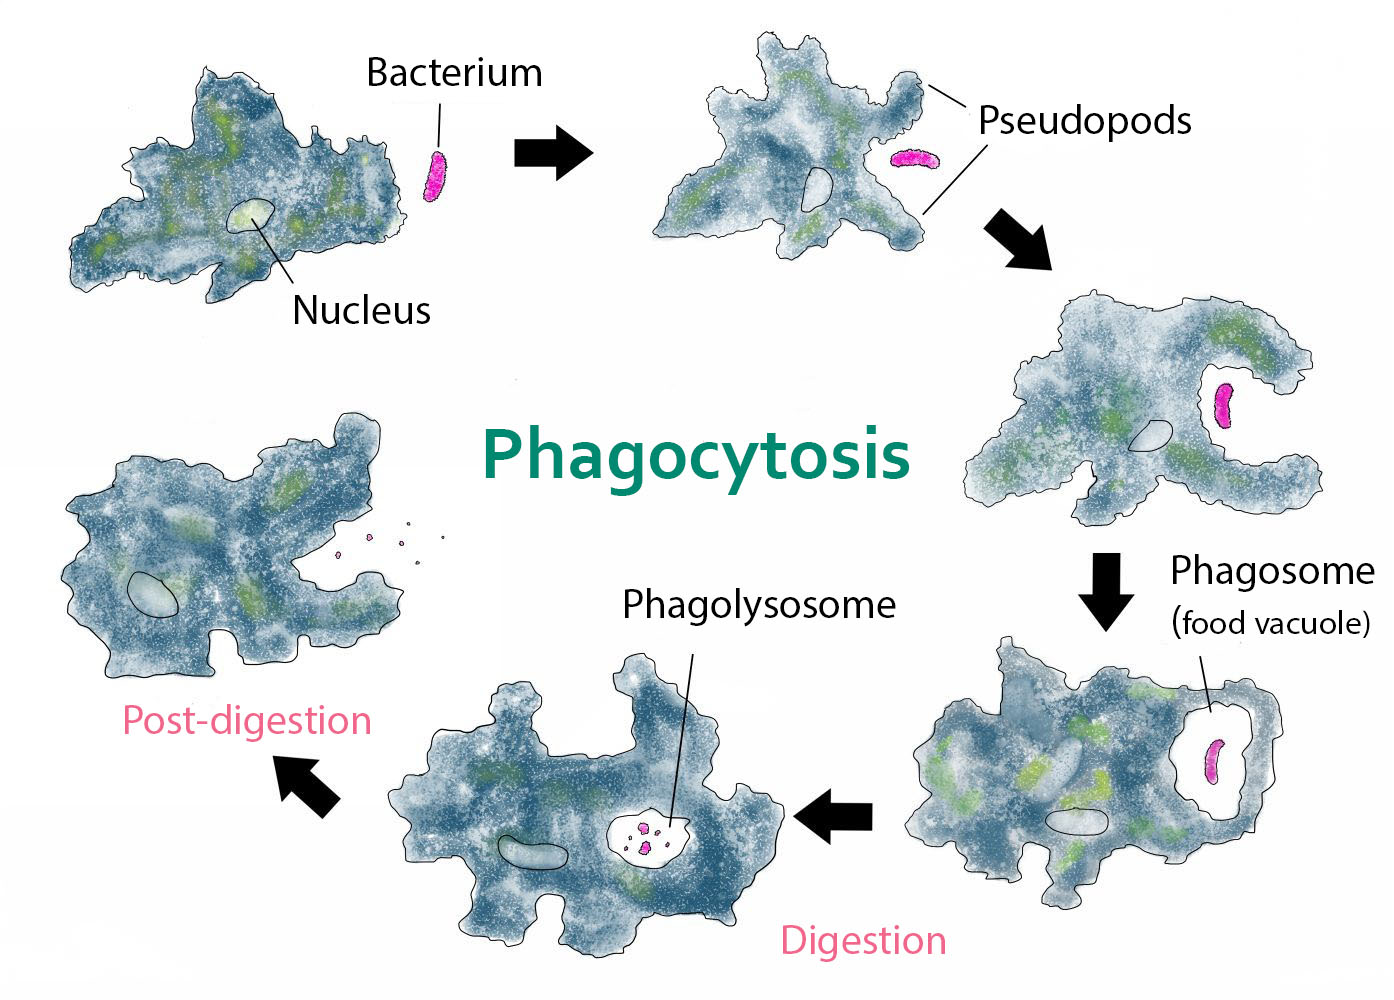 Bacterium
Pseudopods
Nucleus
Phagocytosis
Phagosome
(food vacuole)
Phagolysosome
Post-digestion
Digestion